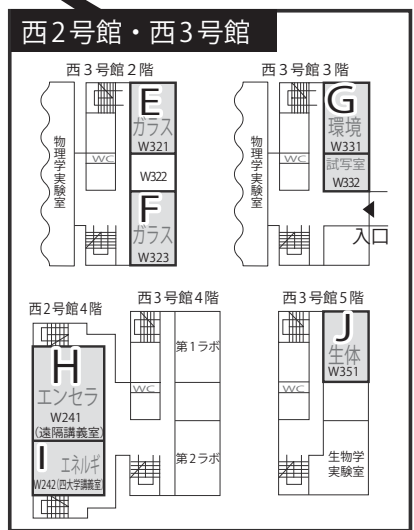 西2号館・西3号館
西3号館2階
E
ガラス
W321
WC
W322
F
ガラス
W323
物理学実験室
西3号館3階
G
環境
W331
試写室
W332
WC
物理学実験室
入口
西2号館4階
H
エンセラ
W241
(遠隔講義室)
I エネルギ
W242(四大学講義室)
西3号館4階
第1ラボ
WC
第2ラボ
西3号館5階
J
生体
W351
WC
生物学
実験室